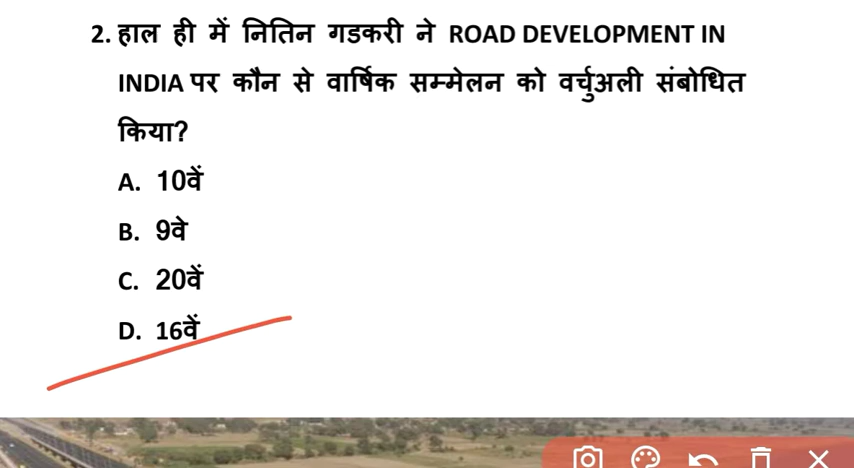 2. हाल ही में नितिन गडकरी ने ROAD DEVELOPMENT IN
INDIA पर कौन से वार्षिक सम्मेलन को वर्चुअली संबोधित
किया?
A. 10वें
B. 9वे
C. 20वें
D. 16वें